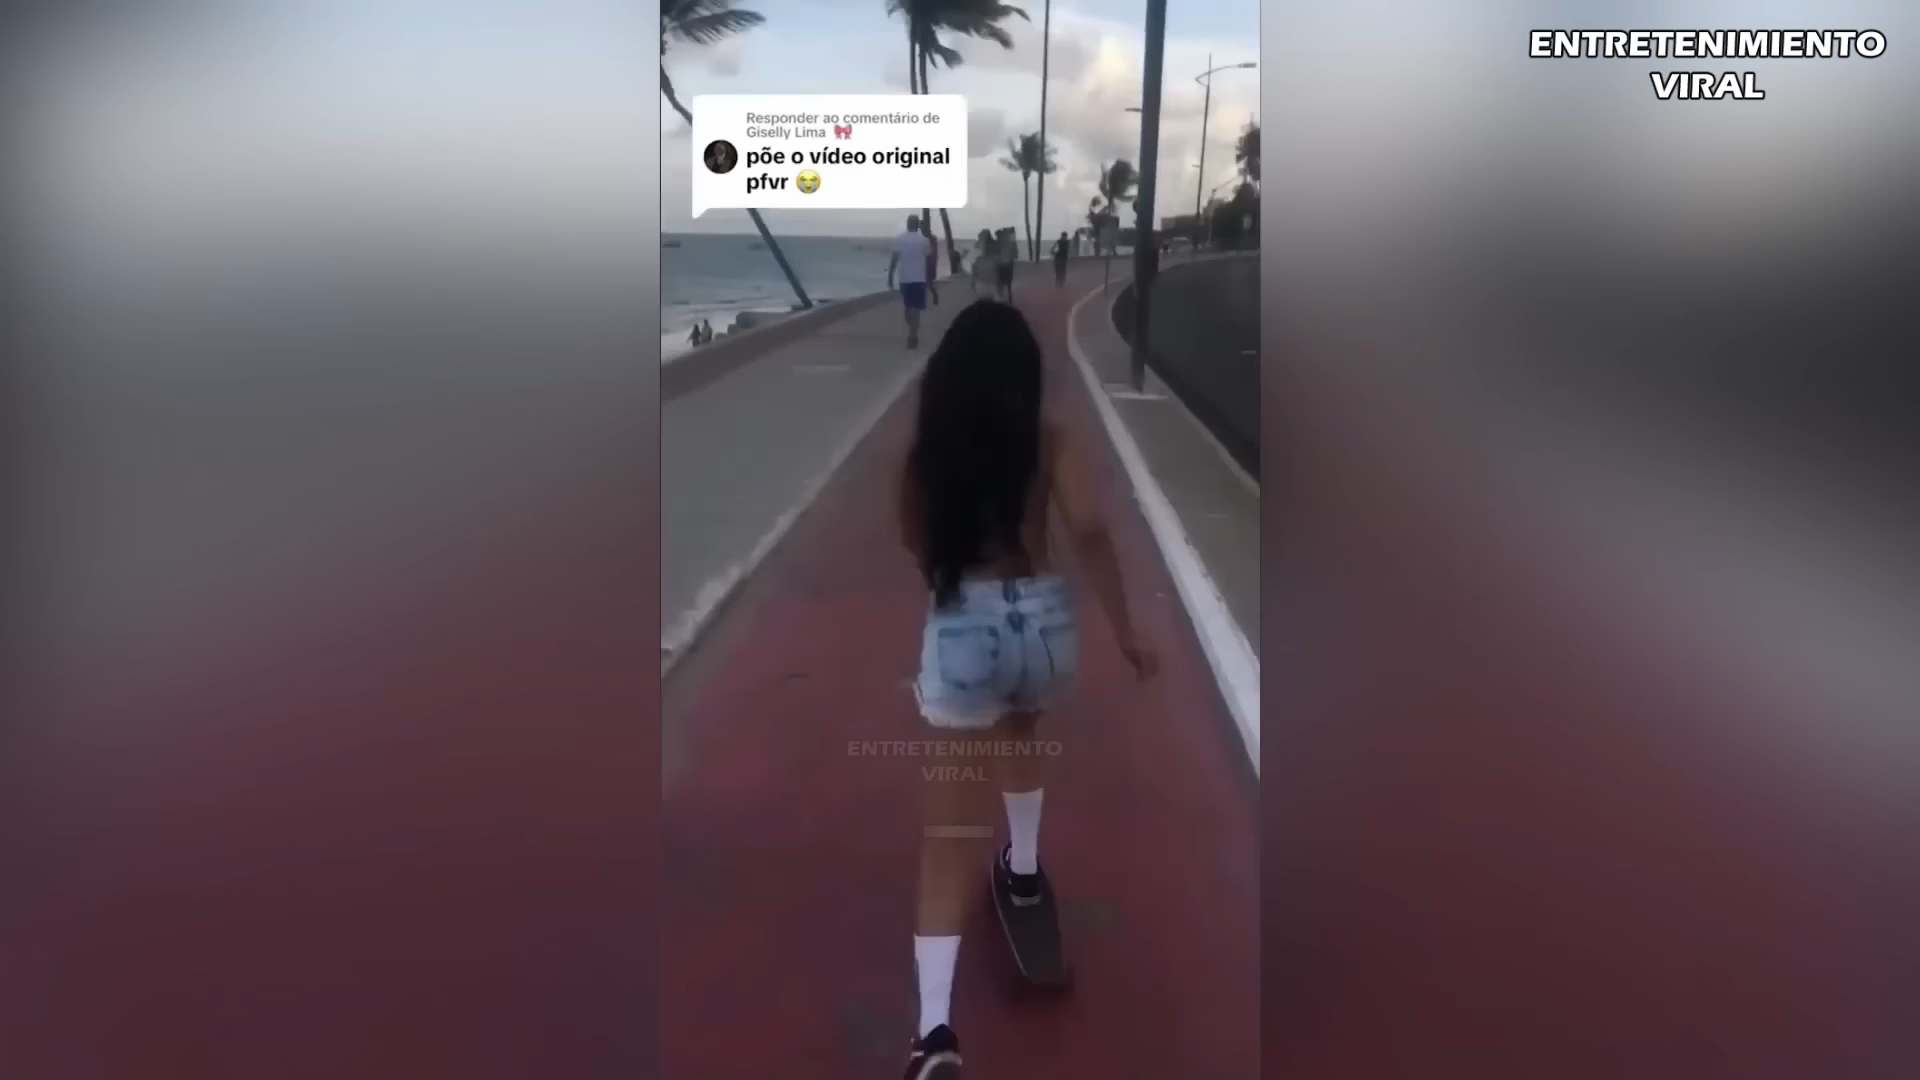 ENTRETENIMIENTO
VIRAL
Responder ao comentário de
Giselly Lima 🎀
põe o vídeo original
pfvr 😭
ENTRETENIMIENTO
VIRAL